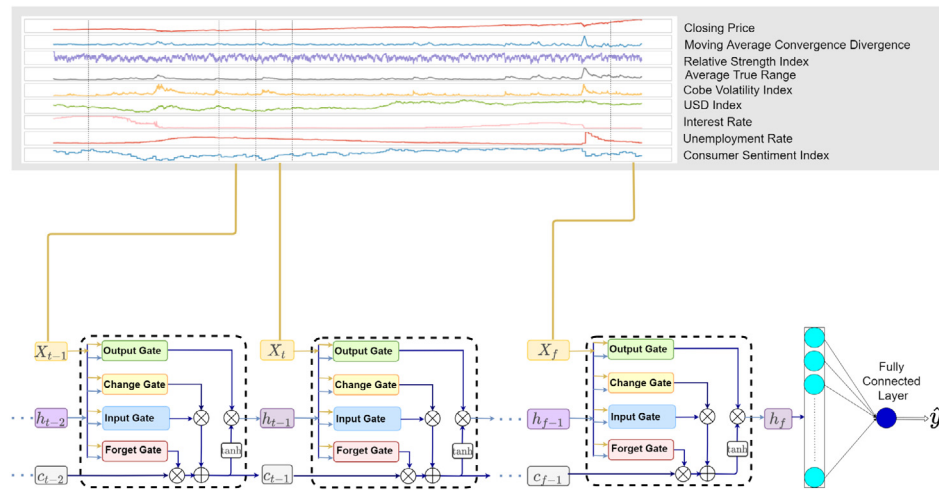 Closing Price
Moving Average Convergence Divergence
Relative Strength Index
Average True Range
Cobe Volatility Index
USD Index
Interest Rate
Unemployment Rate
Consumer Sentiment Index
X_{t-1}
Output Gate
Change Gate
h_{t-2}
Input Gate
Forget Gate
tanh
c_{t-2}
X_t
Output Gate
Change Gate
h_{t-1}
Input Gate
Forget Gate
tanh
c_{t-1}
X_f
Output Gate
Change Gate
h_{f-1}
Input Gate
Forget Gate
tanh
c_{f-1}
h_f
Fully
Connected
Layer
ŷ